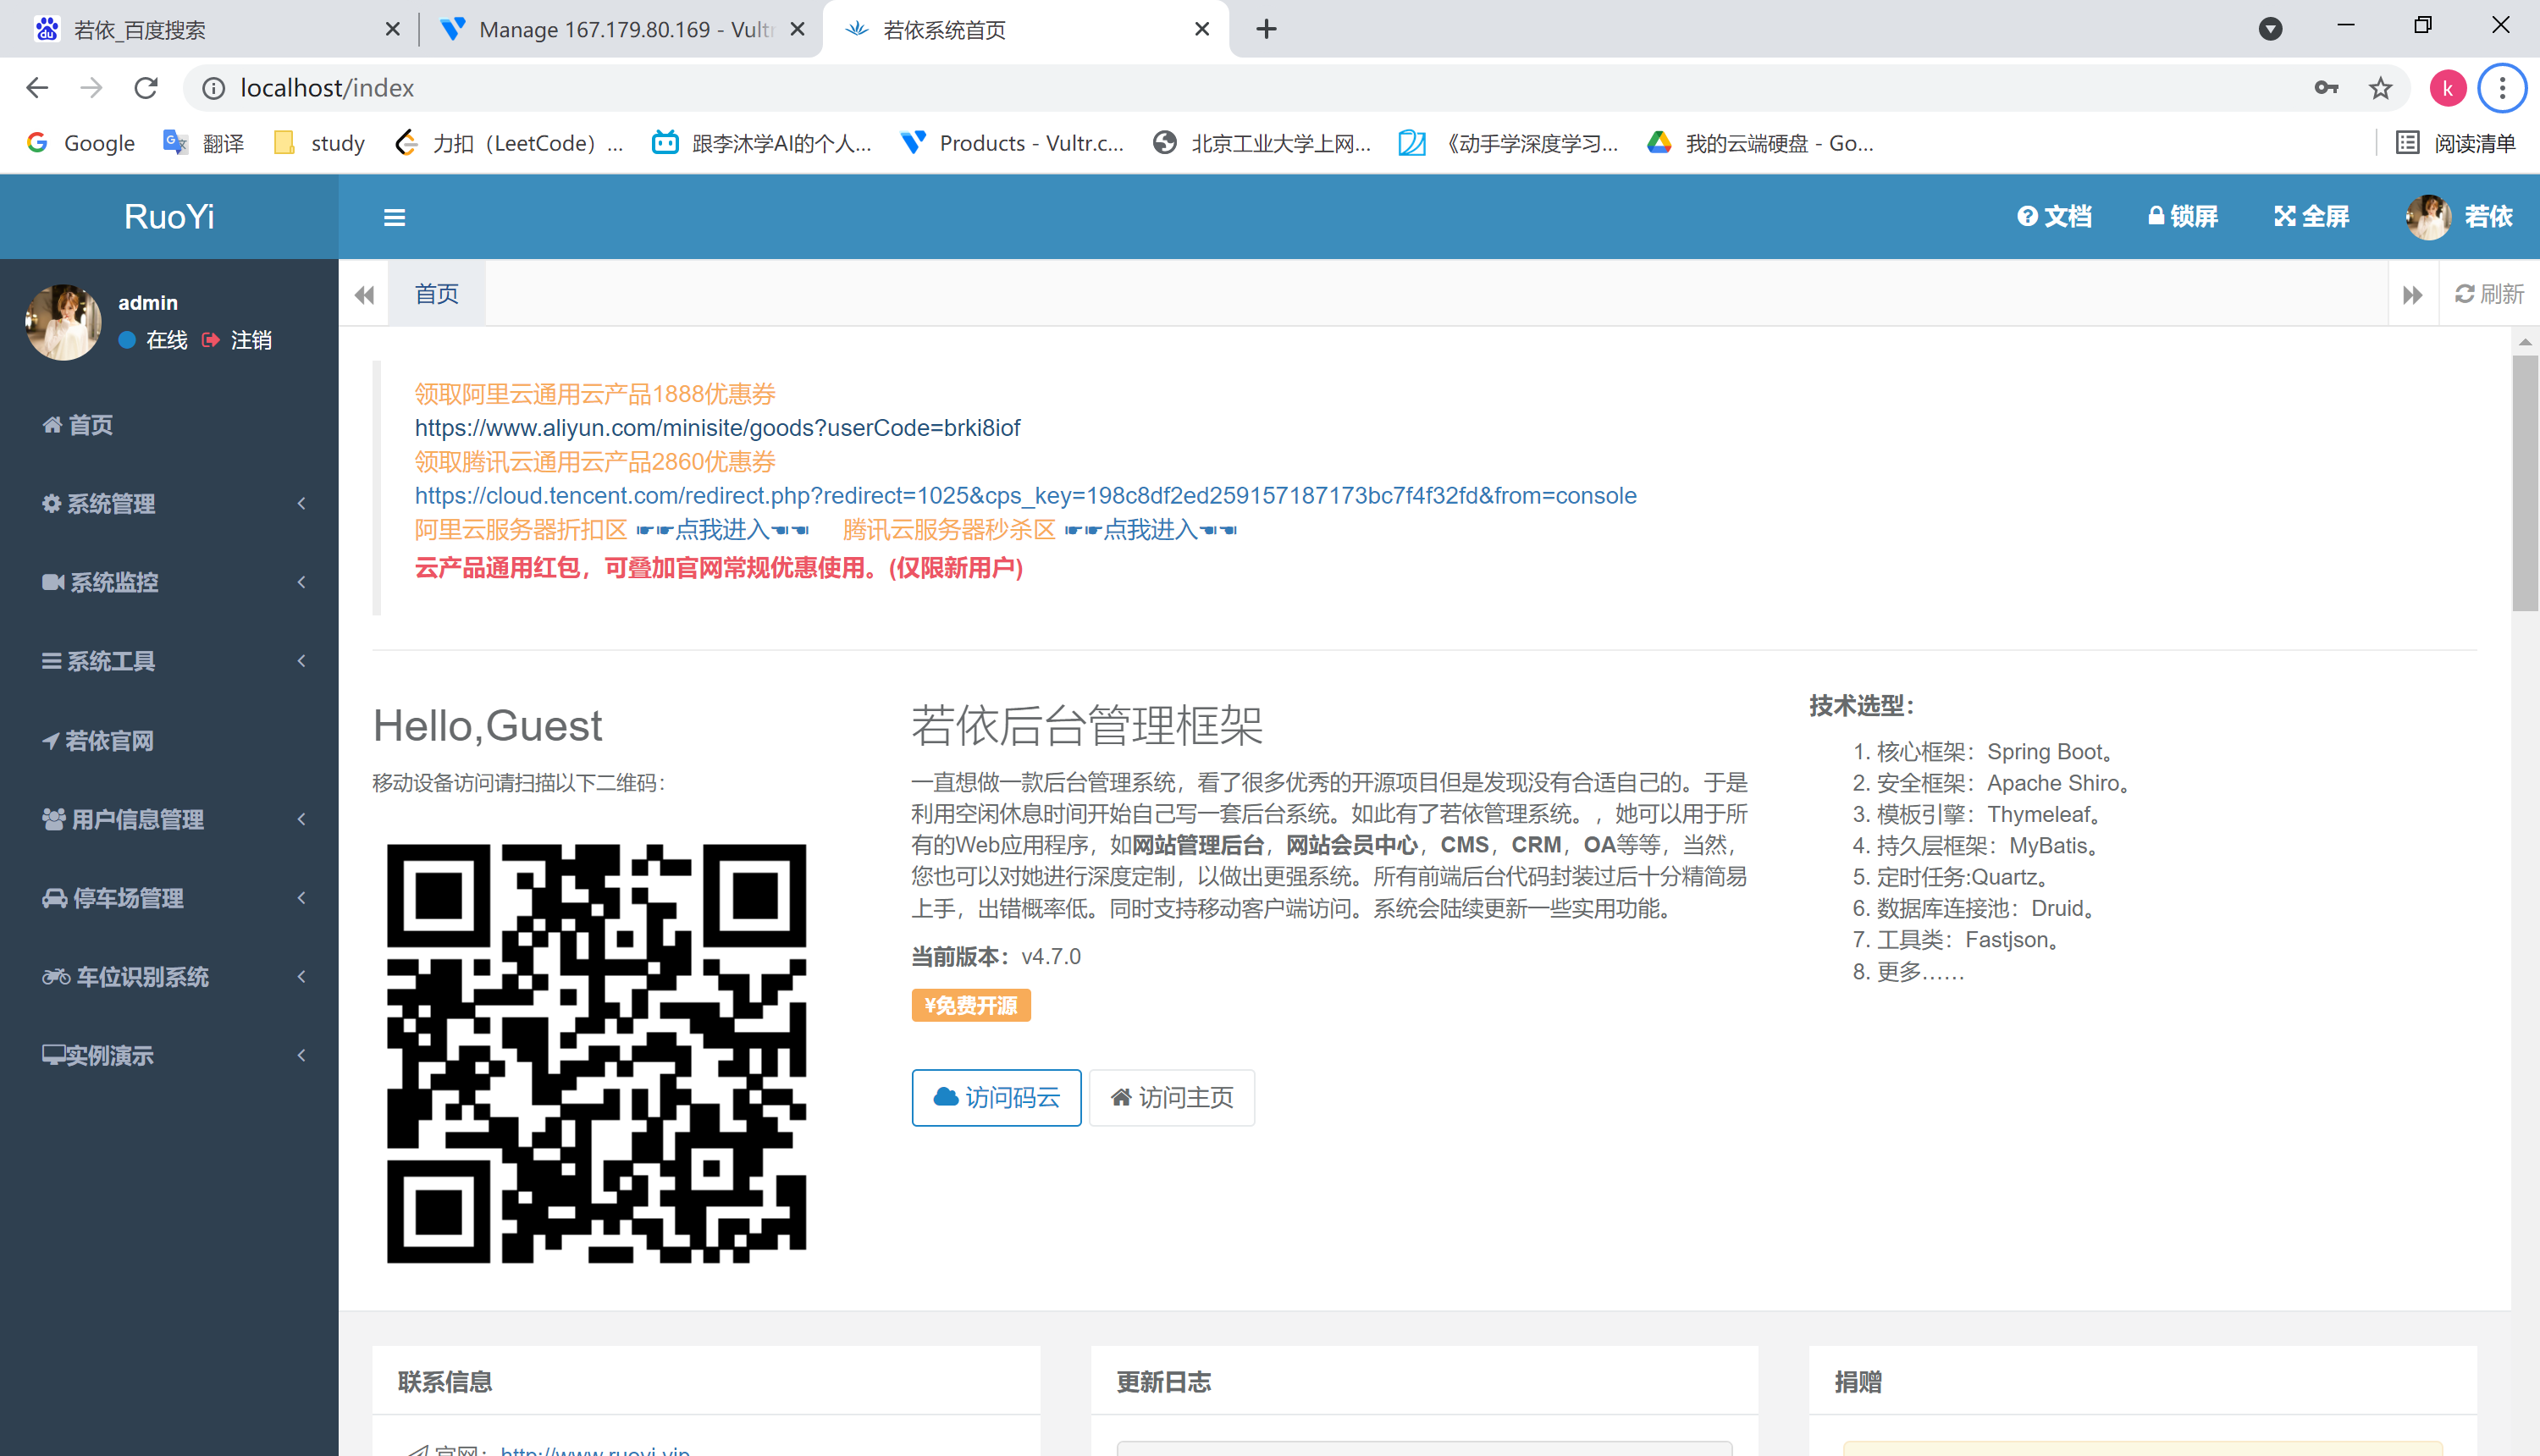 若依_百度搜索
Manage 167.179.80.169 - Vultr
若依系统首页
localhost/index
k
Google
翻译
study
力扣（LeetCode）...
跟李沐学AI的个人...
Products - Vultr.c...
北京工业大学上网...
《动手学深度学习...
我的云端硬盘 - Go...
阅读清单
RuoYi
文档
锁屏
全屏
若依
admin
在线 注销
首页
系统管理
系统监控
系统工具
若依官网
用户信息管理
停车场管理
车位识别系统
实例演示
首页
刷新
领取阿里云通用云产品1888优惠券
https://www.aliyun.com/minisite/goods?userCode=brki8iof
领取腾讯云通用云产品2860优惠券
https://cloud.tencent.com/redirect.php?redirect=1025&cps_key=198c8df2ed259157187173bc7f4f32fd&from=console
阿里云服务器折扣区 ☛☛点我进入☚☚ 腾讯云服务器秒杀区 ☛☛点我进入☚☚
云产品通用红包，可叠加官网常规优惠使用。(仅限新用户)
Hello,Guest
移动设备访问请扫描以下二维码：
若依后台管理框架
一直想做一款后台管理系统，看了很多优秀的开源项目但是发现没有合适自己的。于是
利用空闲休息时间开始自己写一套后台系统。如此有了若依管理系统。，她可以用于所
有的Web应用程序，如网站管理后台，网站会员中心，CMS，CRM，OA等等，当然，
您也可以对她进行深度定制，以做出更强系统。所有前端后台代码封装过后十分精简易
上手，出错概率低。同时支持移动客户端访问。系统会陆续更新一些实用功能。
当前版本：v4.7.0
¥免费开源
访问码云
访问主页
技术选型：
1. 核心框架：Spring Boot。
2. 安全框架：Apache Shiro。
3. 模板引擎：Thymeleaf。
4. 持久层框架：MyBatis。
5. 定时任务:Quartz。
6. 数据库连接池：Druid。
7. 工具类：Fastjson。
8. 更多……
联系信息
官网：http://www.ruoyi.vip
更新日志
捐赠